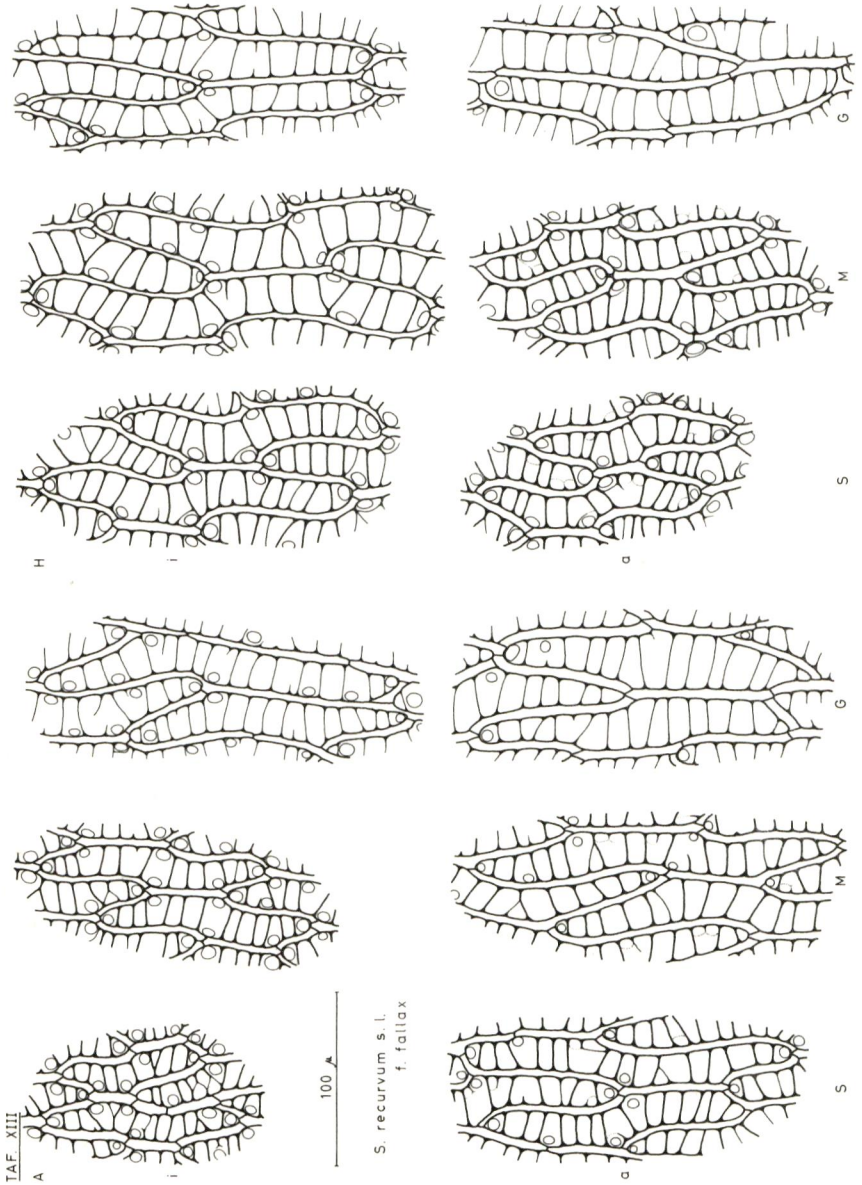 TAF. XIII
A
i
100 µ
S. recurvum s. l.
f. fallax
a
S
M
G
H
i
a
S
M
G